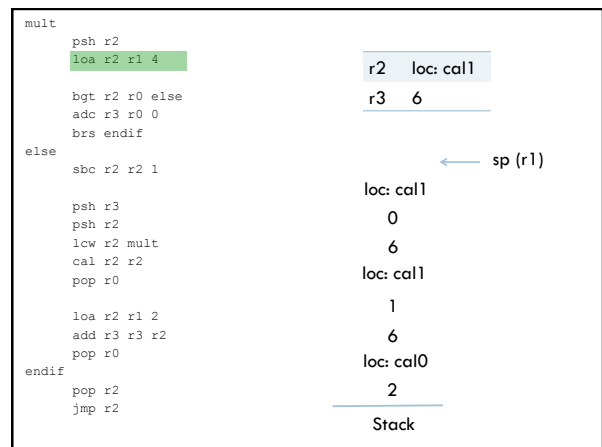 mult
psh r2
loa r2 r1 4
bgt r2 r0 else
adc r3 r0 0
brs endif
else
sbc r2 r2 1
psh r3
psh r2
lcw r2 mult
cal r2 r2
pop r0
loa r2 r1 2
add r3 r3 r2
pop r0
endif
pop r2
jmp r2
r2 loc: cal1
r3 6
sp (r1)
loc: cal1
0
6
loc: cal1
1
6
loc: cal0
2
Stack